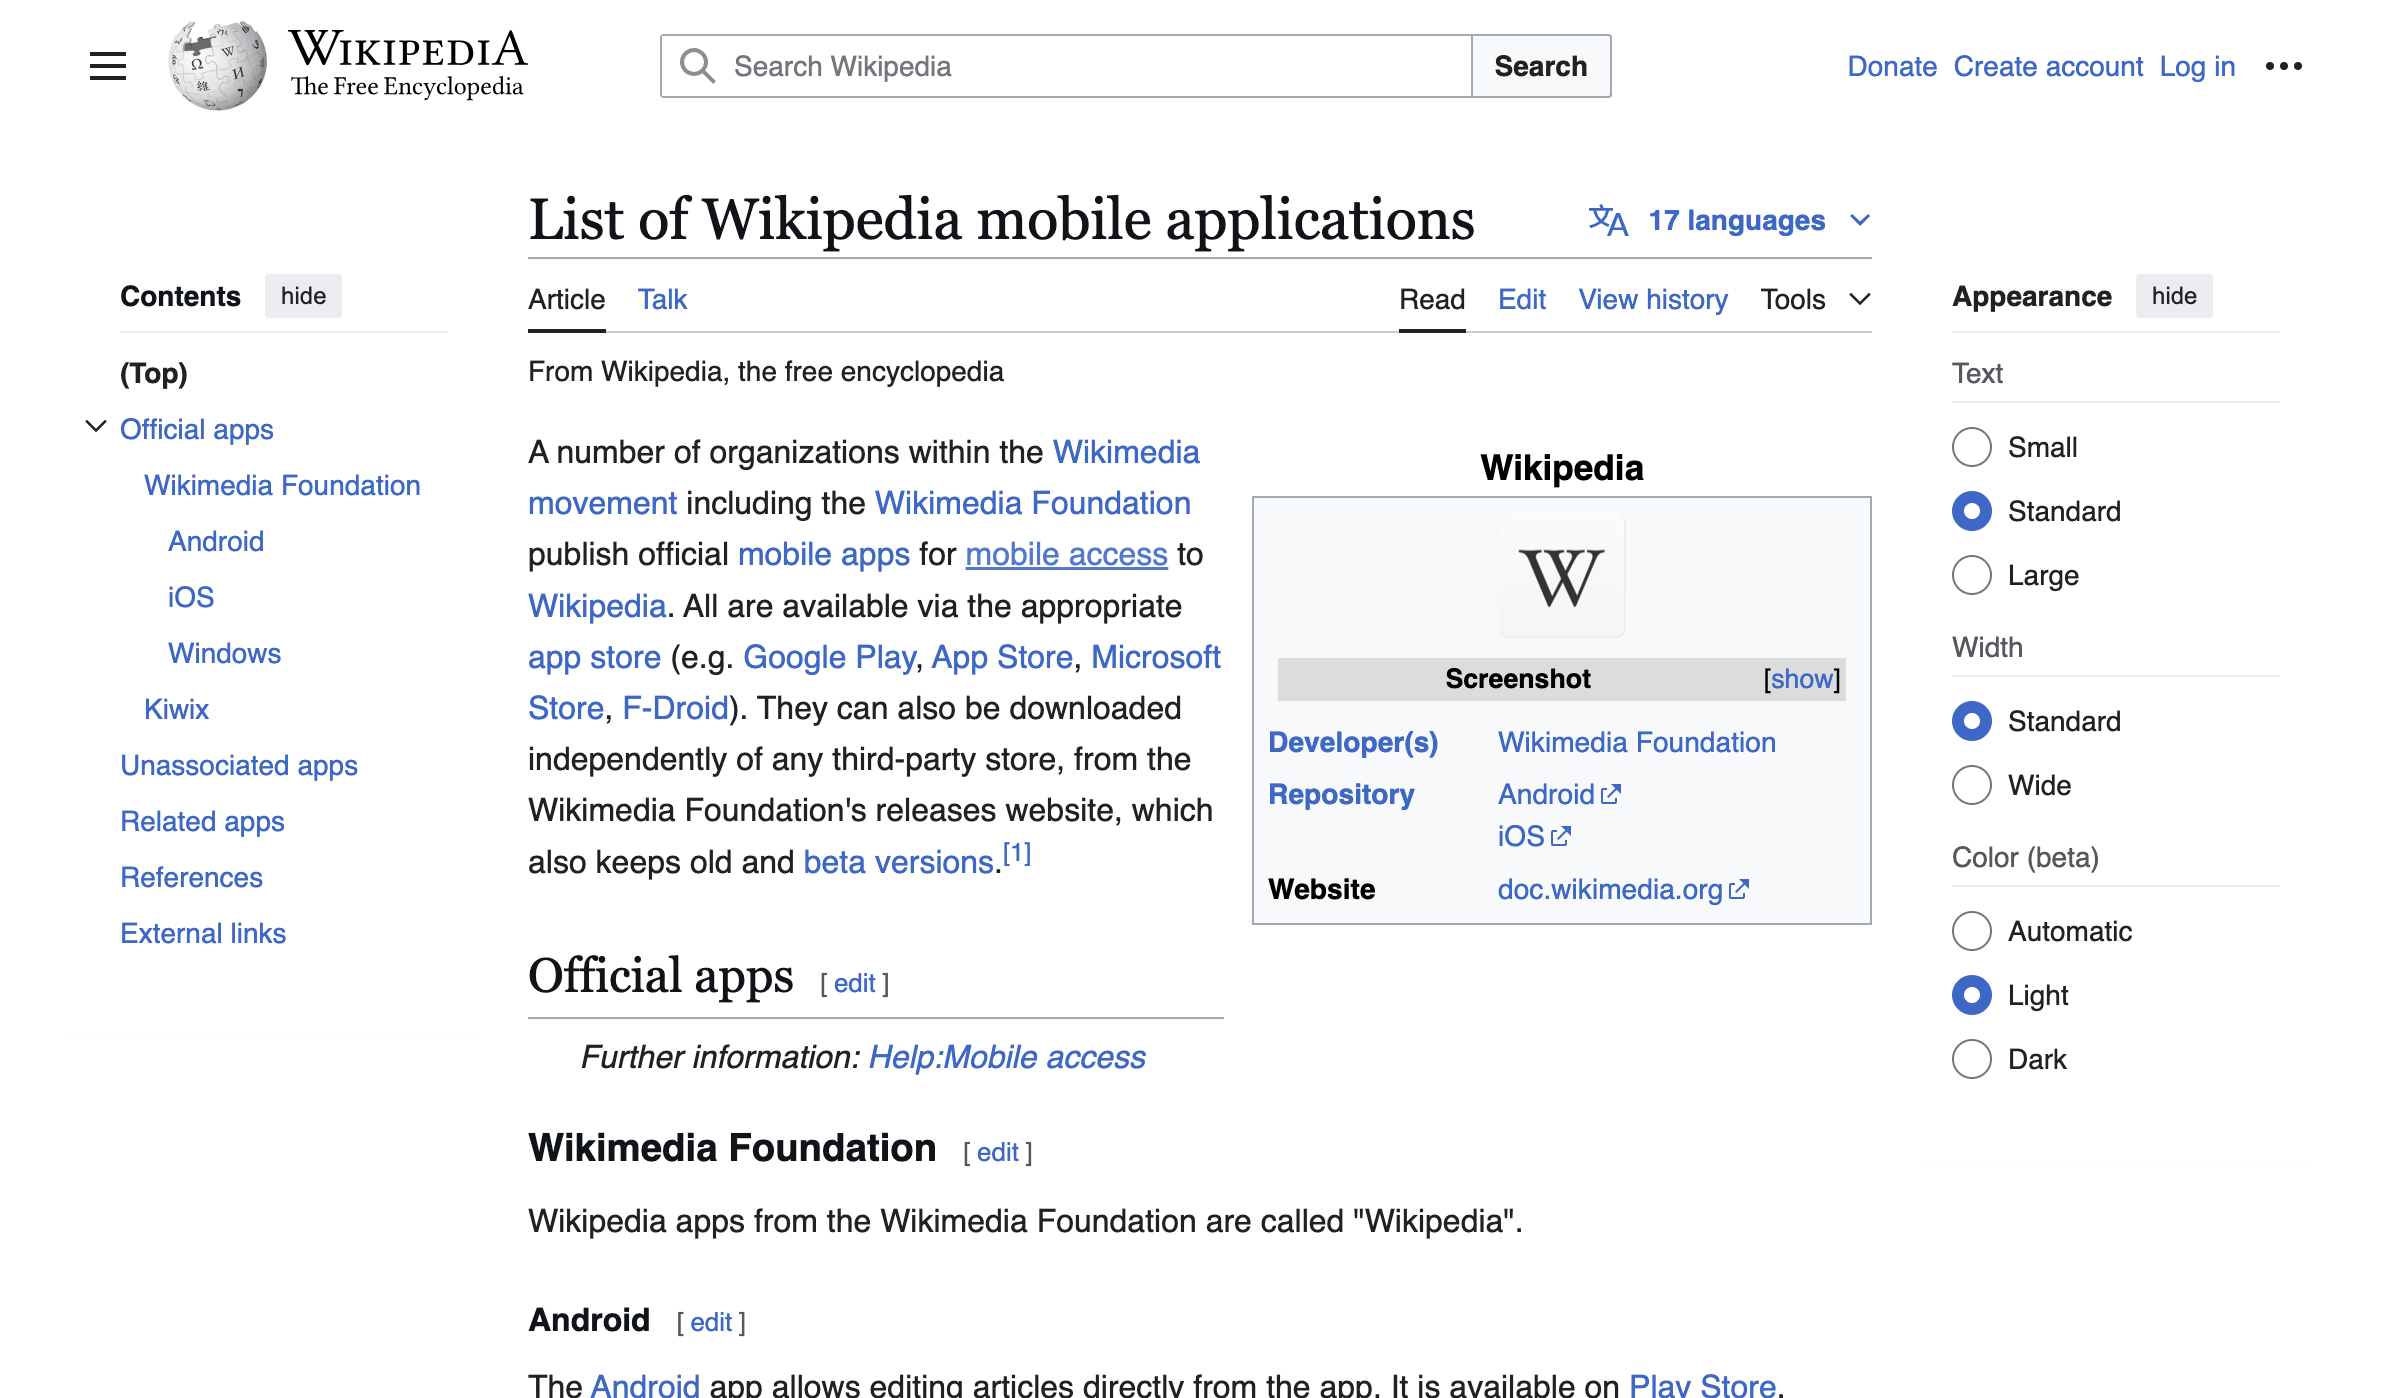 WIKIPEDIA
The Free Encyclopedia
Search Wikipedia
Search
Donate Create account Log in
List of Wikipedia mobile applications
17 languages
Contents hide
(Top)
Official apps
Wikimedia Foundation
Android
iOS
Windows
Kiwix
Unassociated apps
Related apps
References
External links
Article Talk
Read Edit View history Tools
From Wikipedia, the free encyclopedia
A number of organizations within the Wikimedia
movement including the Wikimedia Foundation
publish official mobile apps for mobile access to
Wikipedia. All are available via the appropriate
app store (e.g. Google Play, App Store, Microsoft
Store, F-Droid). They can also be downloaded
independently of any third-party store, from the
Wikimedia Foundation's releases website, which
also keeps old and beta versions.[1]
Wikipedia
W
Screenshot [show]
Developer(s) Wikimedia Foundation
Repository Android
iOS
Website doc.wikimedia.org
Official apps [ edit ]
Further information: Help:Mobile access
Wikimedia Foundation [ edit ]
Wikipedia apps from the Wikimedia Foundation are called "Wikipedia".
Android [ edit ]
The Android app allows editing articles directly from the app. It is available on Play Store.
Appearance hide
Text
Small
Standard
Large
Width
Standard
Wide
Color (beta)
Automatic
Light
Dark